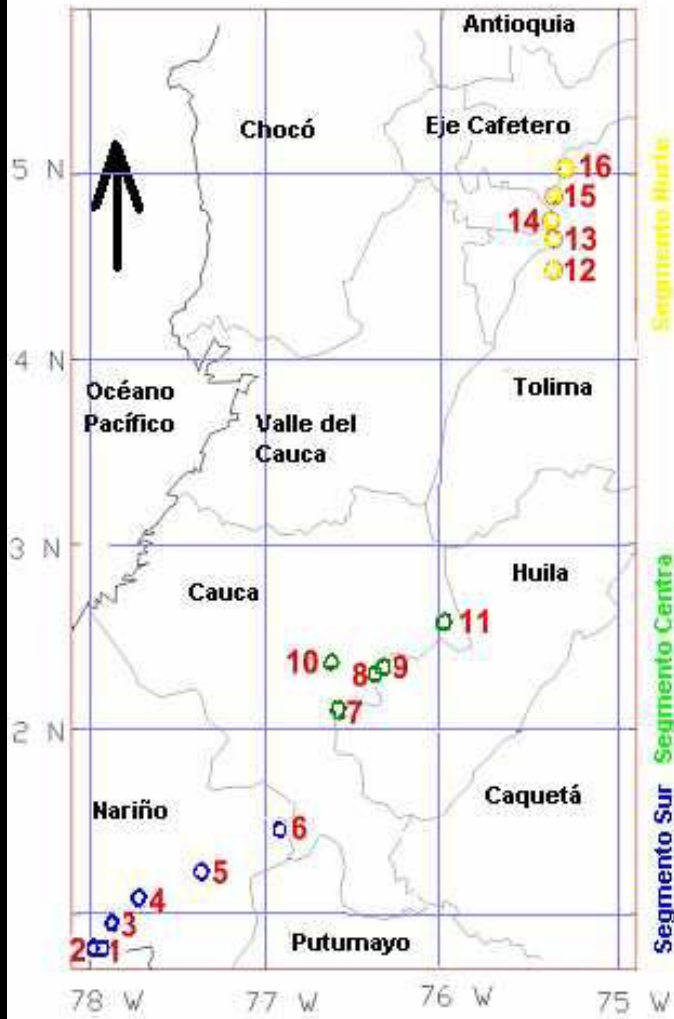 Antioquia
Chocó
Eje Cafetero
5 N
16
15
14
13
12
Segmento Norte
4 N
Océano
Pacífico
Valle del
Cauca
Tolima
3 N
Cauca
Huila
11
10
9
8
7
Segmento Centra
2 N
Nariño
Caquetá
6
5
4
3
2
1
Putumayo
Segmento Sur
78 W
77 W
76 W
75 W